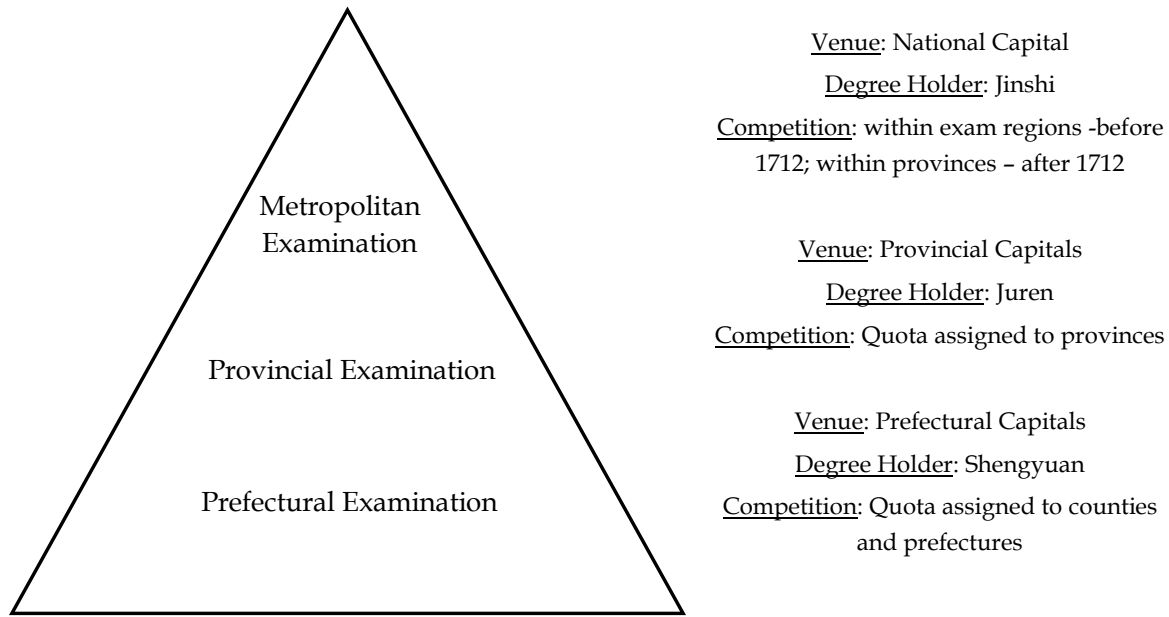 Metropolitan
Examination
Provincial Examination
Prefectural Examination
Venue: National Capital
Degree Holder: Jinshi
Competition: within exam regions -before
1712; within provinces – after 1712
Venue: Provincial Capitals
Degree Holder: Juren
Competition: Quota assigned to provinces
Venue: Prefectural Capitals
Degree Holder: Shengyuan
Competition: Quota assigned to counties
and prefectures